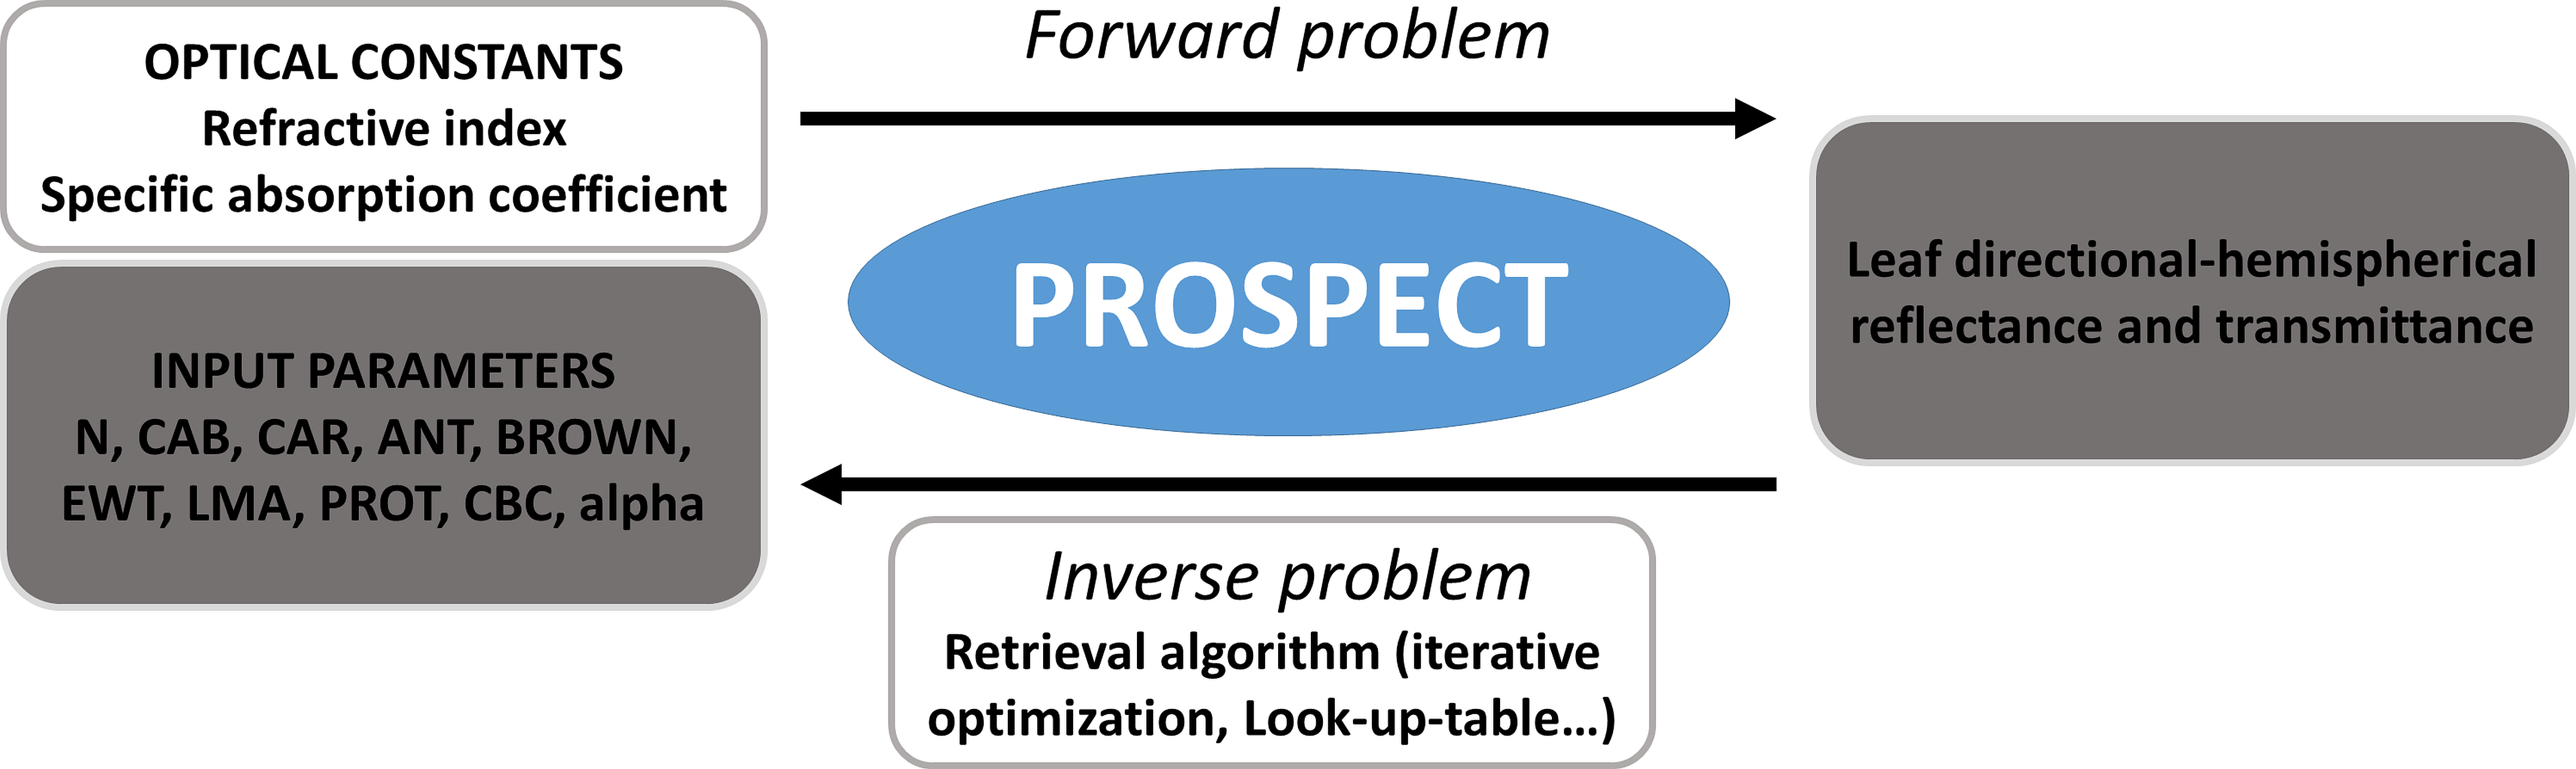 OPTICAL CONSTANTS
Refractive index
Specific absorption coefficient
INPUT PARAMETERS
N, CAB, CAR, ANT, BROWN,
EWT, LMA, PROT, CBC, alpha
Forward problem
PROSPECT
Inverse problem
Retrieval algorithm (iterative
optimization, Look-up-table...)
Leaf directional-hemispherical
reflectance and transmittance